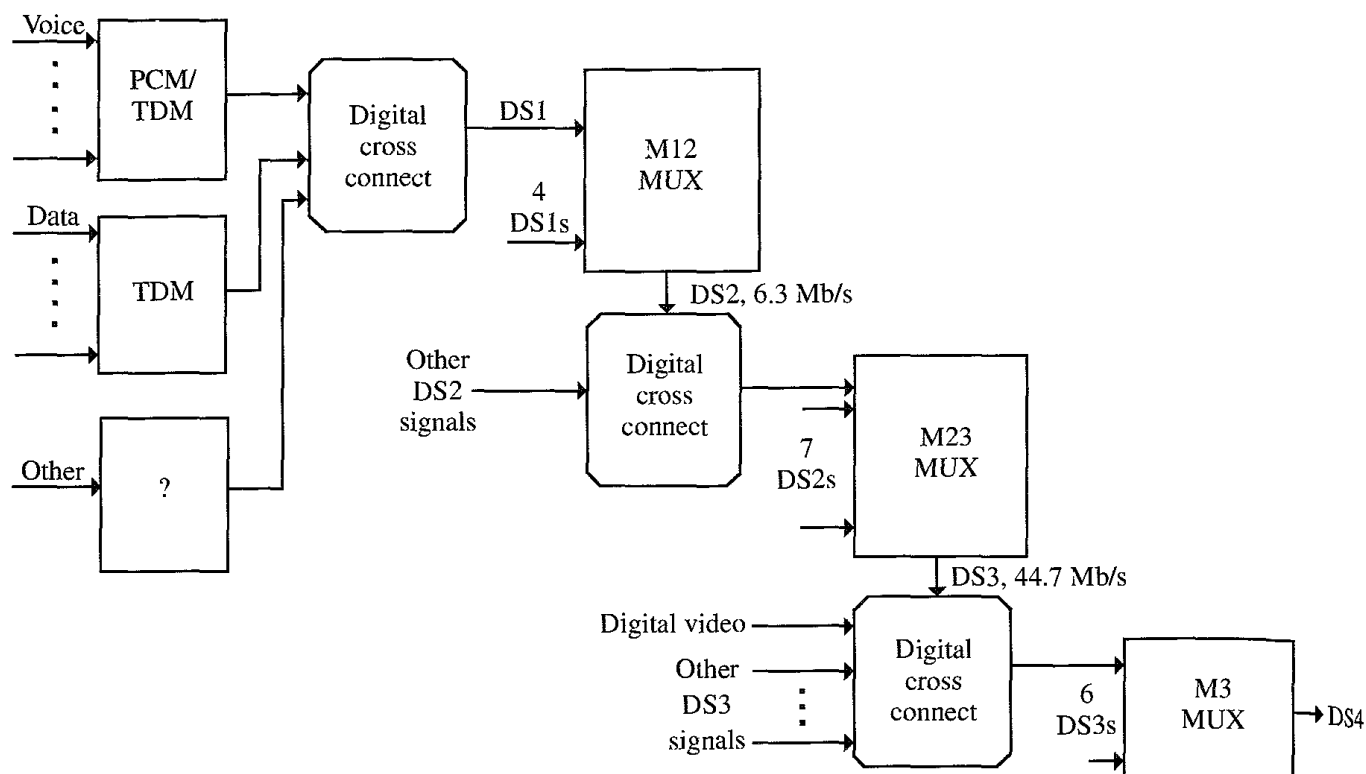 Voice
PCM/
TDM
Data
TDM
Other
?
Digital
cross
connect
DS1
4
DS1s
M12
MUX
DS2, 6.3 Mb/s
Other
DS2
signals
Digital
cross
connect
7
DS2s
M23
MUX
DS3, 44.7 Mb/s
Digital video
Other
DS3
signals
Digital
cross
connect
6
DS3s
M3
MUX
DS4